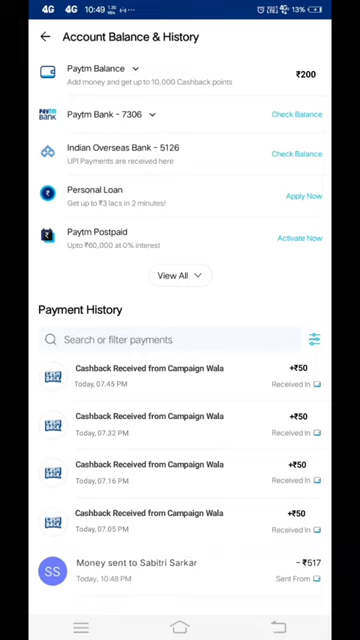 4G 4G 10:49
13%
Account Balance & History
Paytm Balance
Add money and get up to 10,000 Cashback points
₹200
Paytm Bank - 7306
Check Balance
Indian Overseas Bank - 5126
UPI Payments are received here
Check Balance
Personal Loan
Get up to ₹3 lacs in 2 minutes!
Apply Now
Paytm Postpaid
Upto ₹60,000 at 0% interest
Activate Now
View All
Payment History
Search or filter payments
Cashback Received from Campaign Wala
+₹50
Today, 07.45 PM
Received In
Cashback Received from Campaign Wala
+₹50
Today, 07.32 PM
Received In
Cashback Received from Campaign Wala
+₹50
Today, 07.16 PM
Received In
Cashback Received from Campaign Wala
+₹50
Today, 07.05 PM
Received In
SS
Money sent to Sabitri Sarkar
- ₹517
Today, 10:48 PM
Sent From